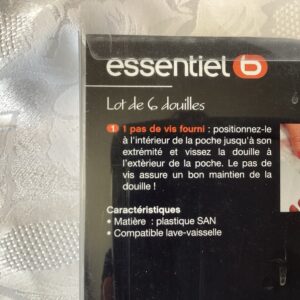 essentiel b
Lot de 6 douilles
1 1 pas de vis fourni : positionnez-le
à l'intérieur de la poche jusqu'à son
extrémité et vissez la douille à
l'extérieur de la poche. Le pas de
vis assure un bon maintien de la
douille !
Caractéristiques
• Matière : plastique SAN
• Compatible lave-vaisselle